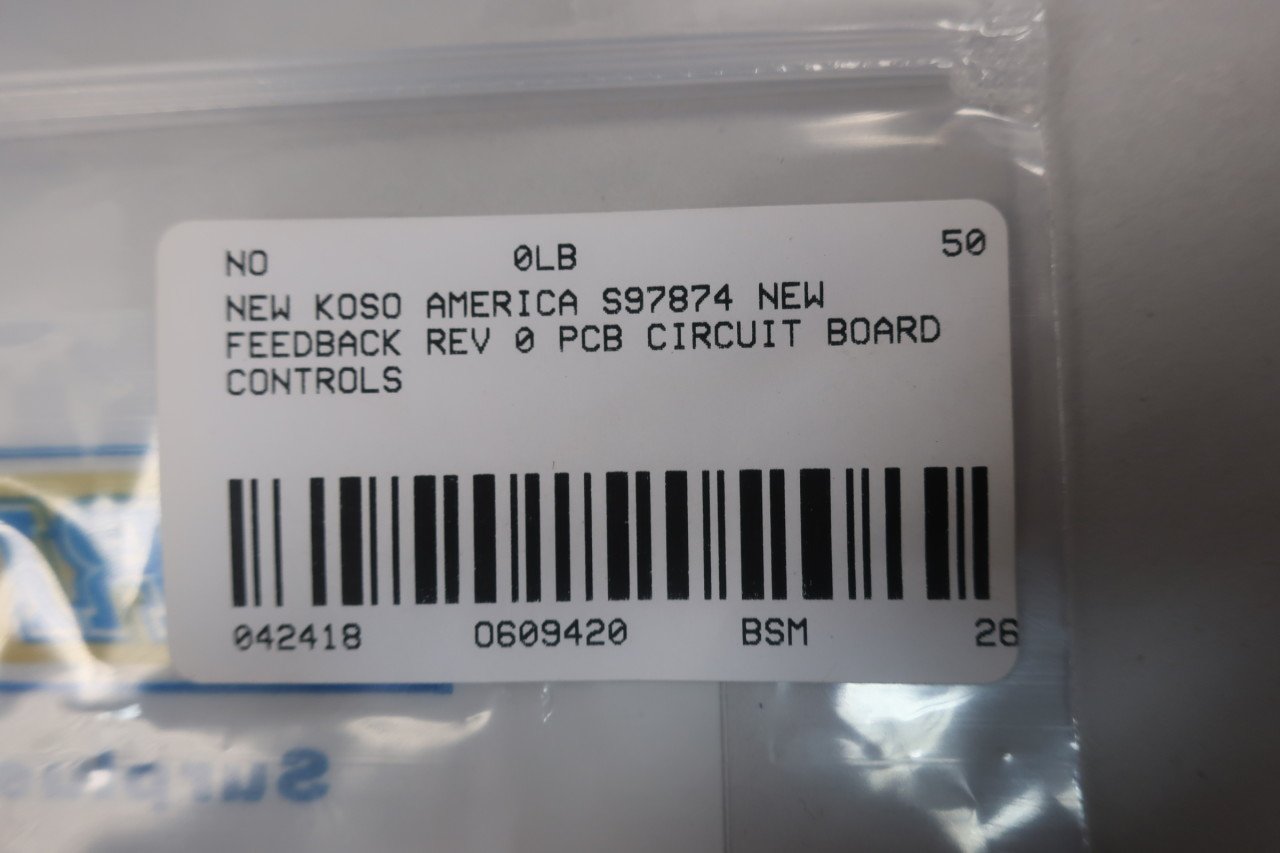 NO 0LB 50
NEW KOSO AMERICA S97874 NEW
FEEDBACK REV 0 PCB CIRCUIT BOARD
CONTROLS
042418 0609420 BSM 26
Surplus